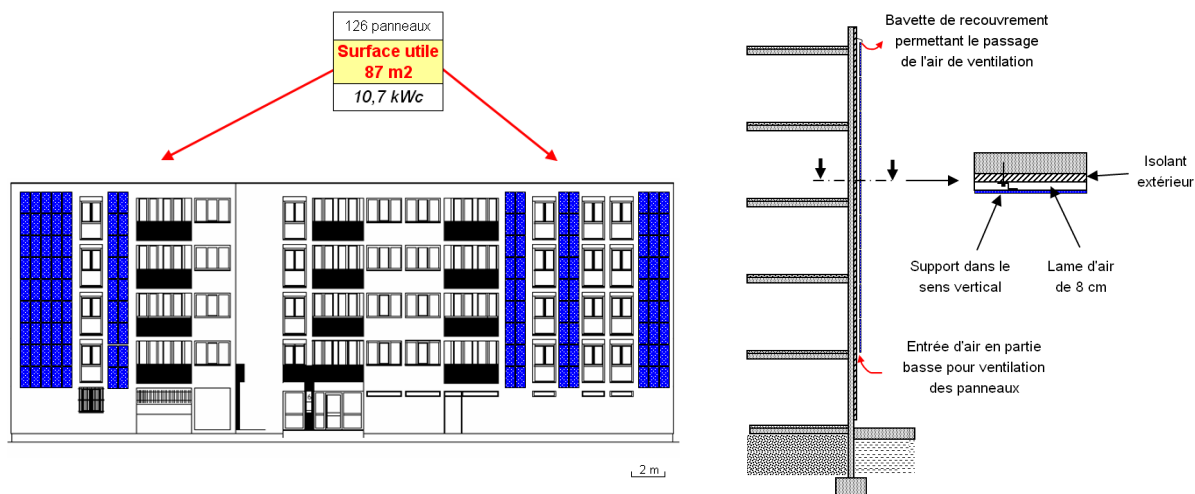 126 panneaux
Surface utile
87 m2
10,7 kWc
2 m
Bavette de recouvrement
permettant le passage
de l'air de ventilation
Isolant
extérieur
Support dans le
sens vertical
Lame d'air
de 8 cm
Entrée d'air en partie
basse pour ventilation
des panneaux